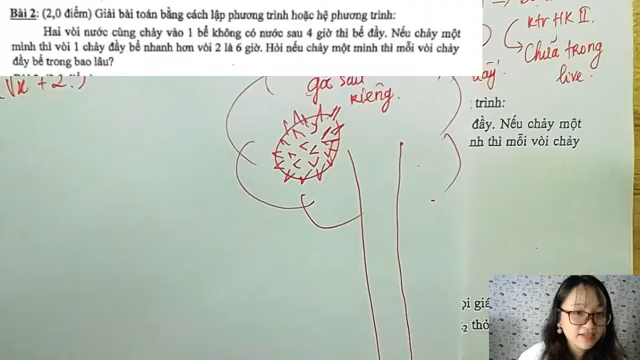 Bài 2: (2,0 điểm) Giải bài toán bằng cách lập phương trình hoặc hệ phương trình:
Hai vòi nước cùng chảy vào 1 bể không có nước sau 4 giờ thì bể đầy. Nếu chảy một
mình thì vòi 1 chảy đầy bể nhanh hơn vòi 2 là 6 giờ. Hỏi nếu chảy một mình thì mỗi vòi chảy
đầy bể trong bao lâu?
ktr HK II.
Chữa trong
live.
gai sầu
riêng.
trình:
đầy. Nếu chảy một
nh thì mỗi vòi chảy